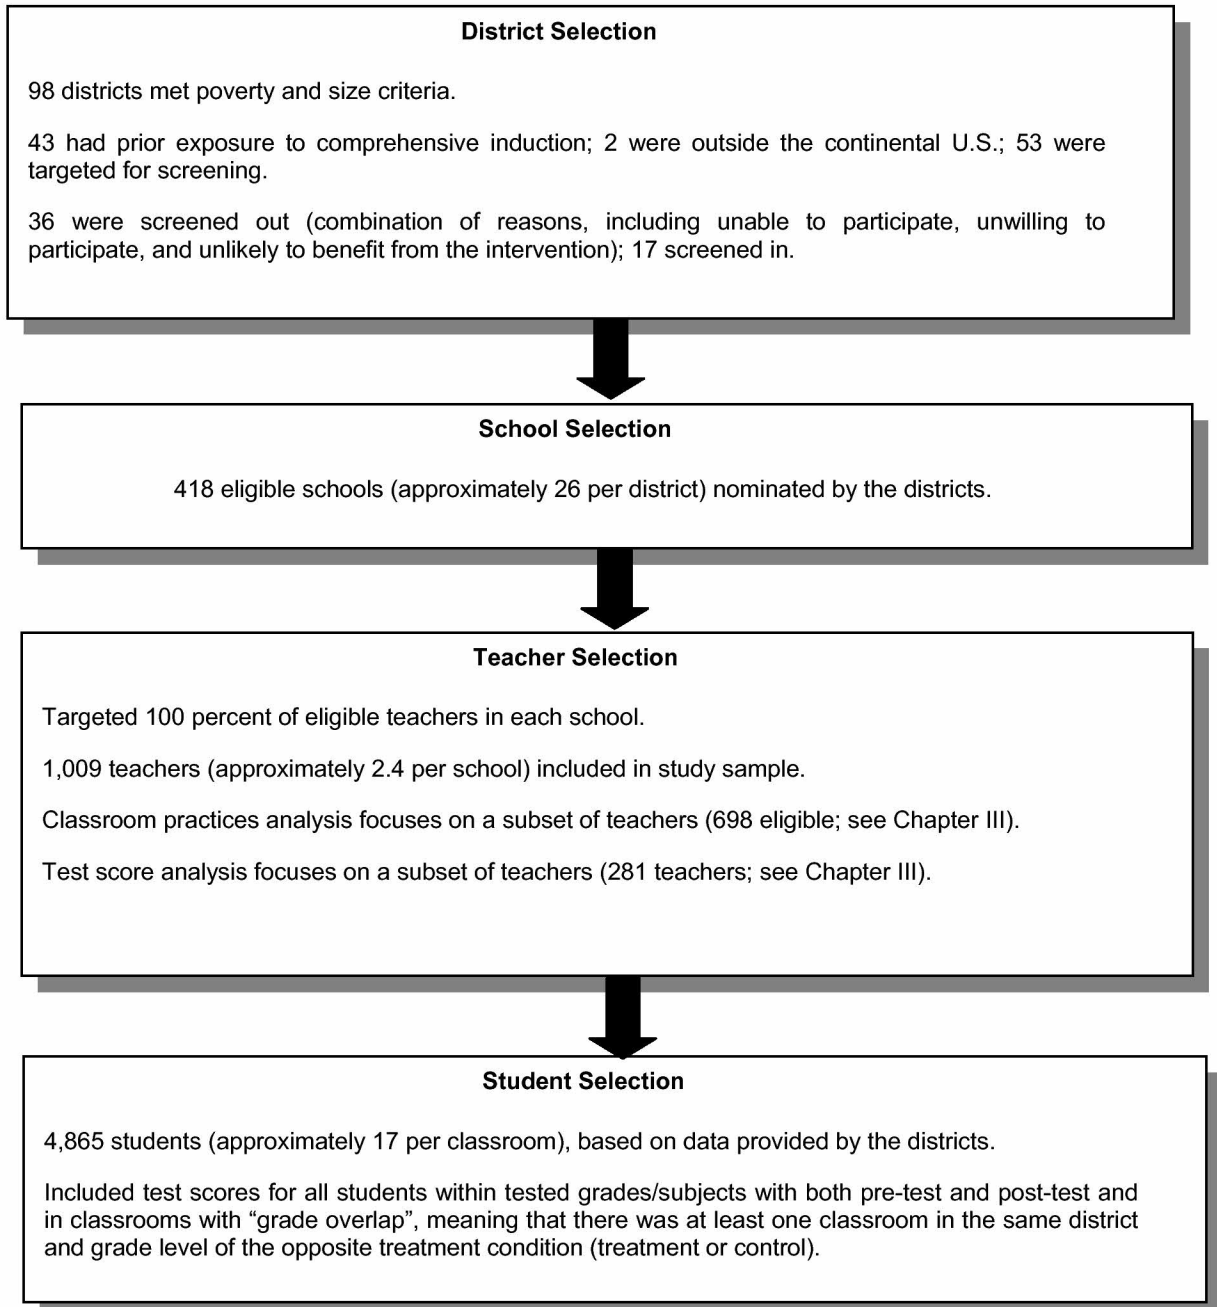 District Selection
98 districts met poverty and size criteria.
43 had prior exposure to comprehensive induction; 2 were outside the continental U.S.; 53 were
targeted for screening.
36 were screened out (combination of reasons, including unable to participate, unwilling to
participate, and unlikely to benefit from the intervention); 17 screened in.
School Selection
418 eligible schools (approximately 26 per district) nominated by the districts.
Teacher Selection
Targeted 100 percent of eligible teachers in each school.
1,009 teachers (approximately 2.4 per school) included in study sample.
Classroom practices analysis focuses on a subset of teachers (698 eligible; see Chapter III).
Test score analysis focuses on a subset of teachers (281 teachers; see Chapter III).
Student Selection
4,865 students (approximately 17 per classroom), based on data provided by the districts.
Included test scores for all students within tested grades/subjects with both pre-test and post-test and
in classrooms with “grade overlap”, meaning that there was at least one classroom in the same district
and grade level of the opposite treatment condition (treatment or control).